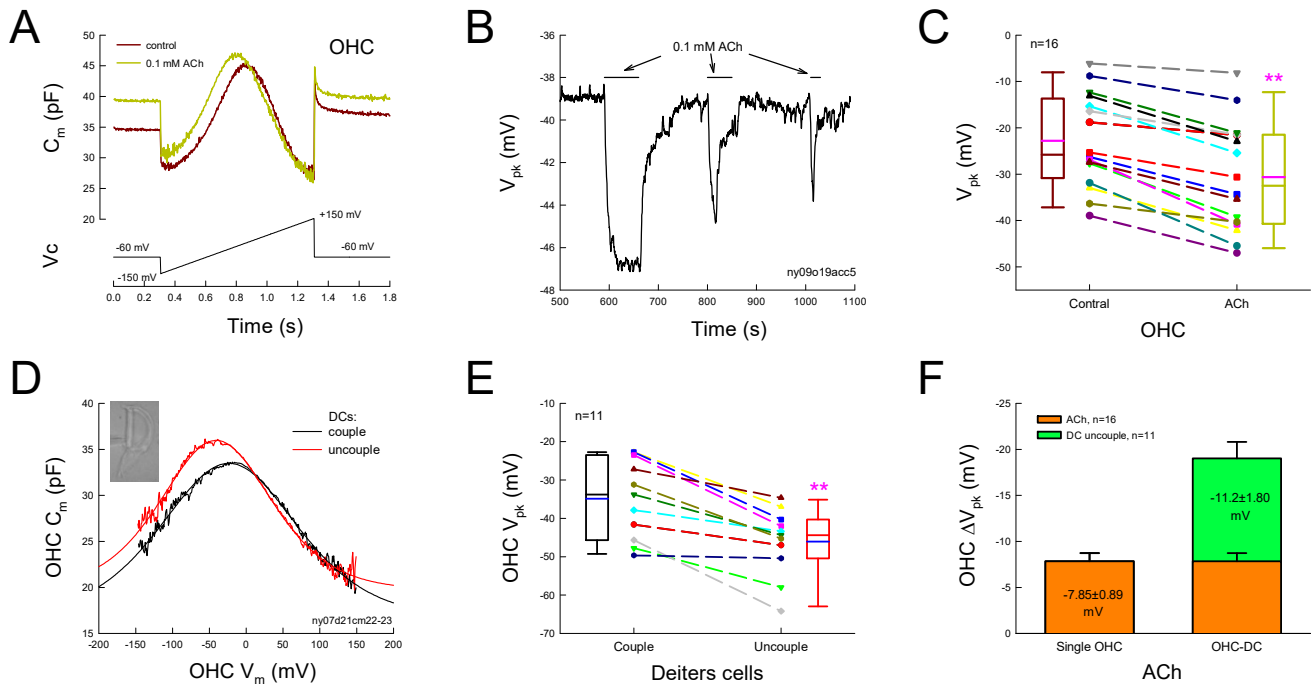 A
control
0.1 mM ACh
OHC
50
45
40
35
30
25
20
C_m (pF)
Vc
-60 mV
-150 mV
+150 mV
-60 mV
0.0 0.2 0.4 0.6 0.8 1.0 1.2 1.4 1.6 1.8
Time (s)
B
0.1 mM ACh
-36
-38
-40
-42
-44
-46
-48
V_pk (mV)
ny09o19acc5
500 600 700 800 900 1000 1100
Time (s)
C
n=16
**
0
-10
-20
-30
-40
-50
V_pk (mV)
Contral ACh
OHC
D
DCs:
couple
uncouple
40
35
30
25
20
15
OHC C_m (pF)
ny07d21cm22-23
-200 -150 -100 -50 0 50 100 150 200
OHC V_m (mV)
E
n=11
**
-10
-20
-30
-40
-50
-60
-70
OHC V_pk (mV)
Couple Uncouple
Deiters cells
F
ACh, n=16
DC uncouple, n=11
-25
-20
-15
-10
-5
0
OHC ΔV_pk (mV)
-11.2±1.80
mV
-7.85±0.89
mV
Single OHC OHC-DC
ACh